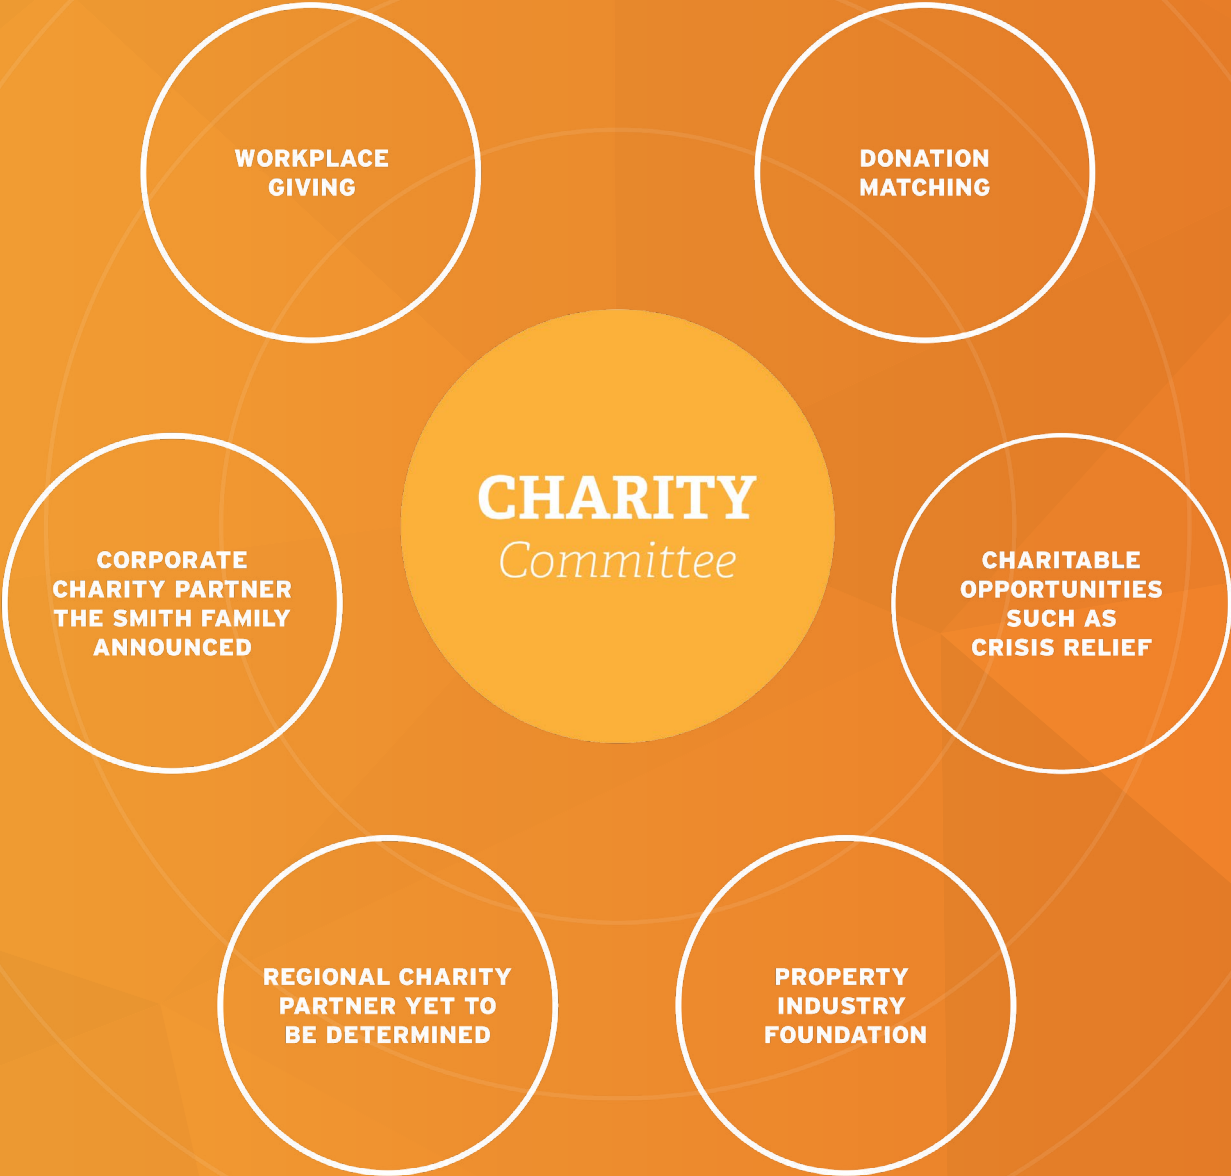 WORKPLACE
GIVING
DONATION
MATCHING
CHARITY
Committee
CORPORATE
CHARITY PARTNER
THE SMITH FAMILY
ANNOUNCED
CHARITABLE
OPPORTUNITIES
SUCH AS
CRISIS RELIEF
REGIONAL CHARITY
PARTNER YET TO
BE DETERMINED
PROPERTY
INDUSTRY
FOUNDATION